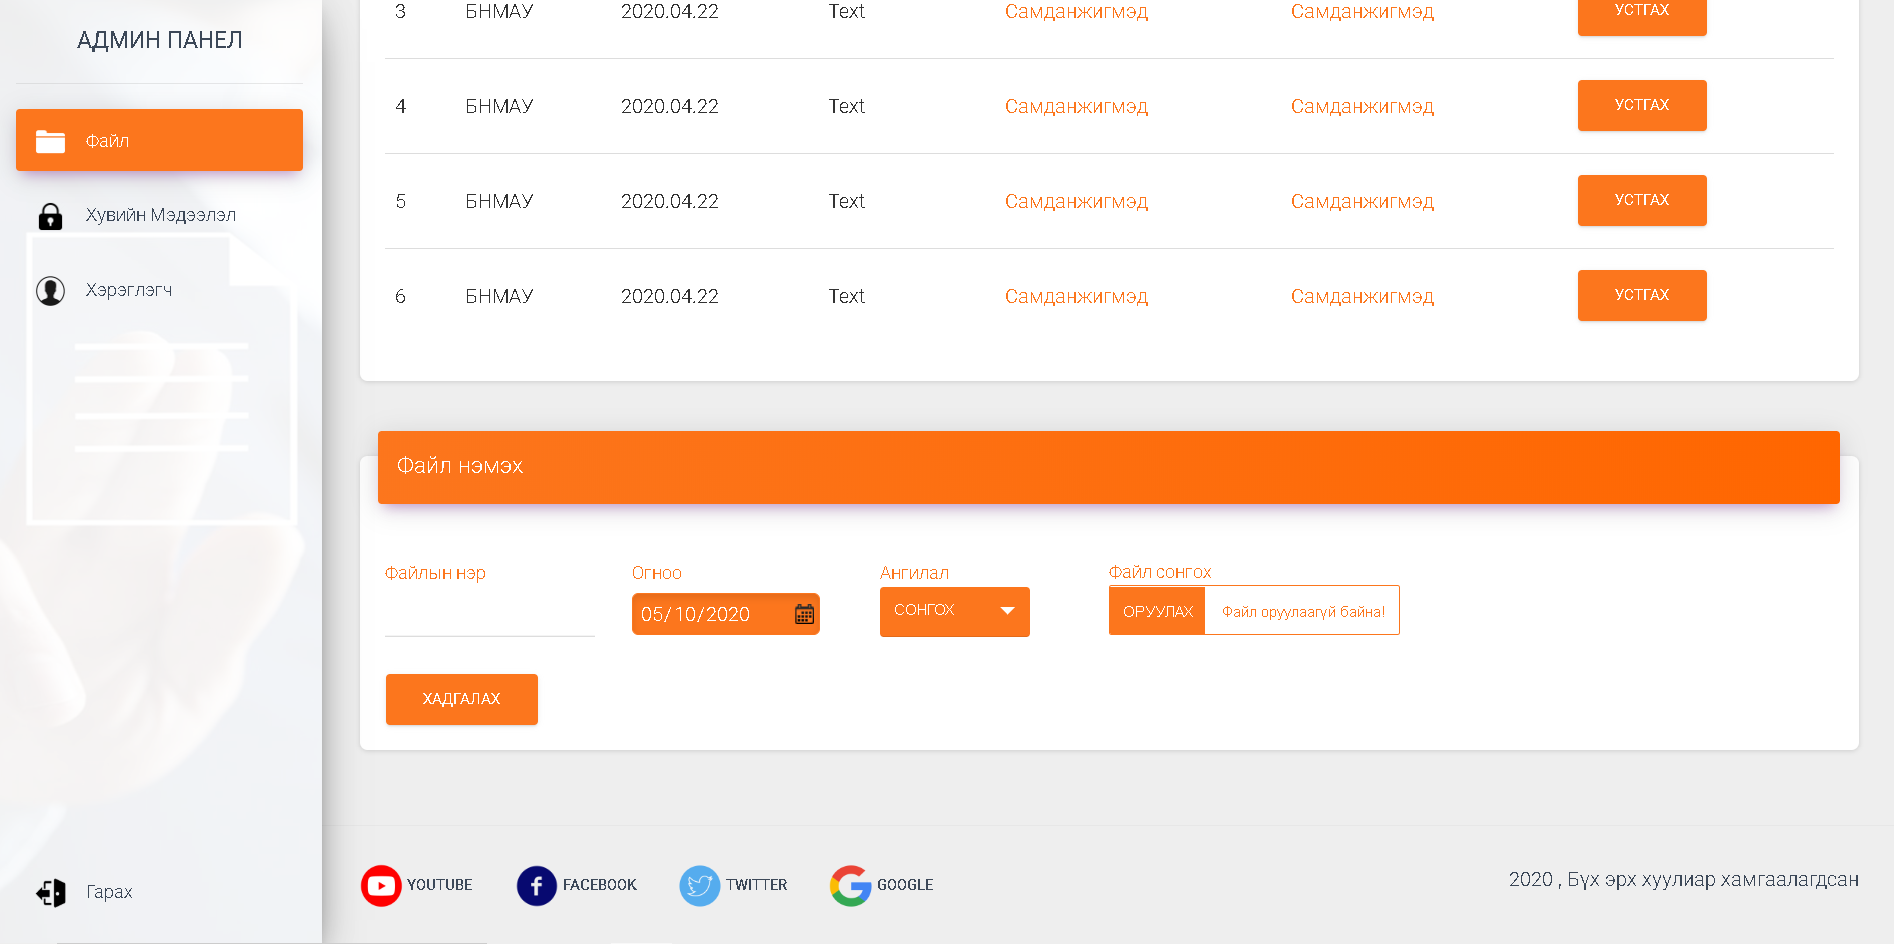 АДМИН ПАНЕЛ
Файл
Хувийн Мэдээлэл
Хэрэглэгч
Гарах
3 БНМАУ 2020.04.22 Text Самданжигмэд Самданжигмэд УСТГАХ
4 БНМАУ 2020.04.22 Text Самданжигмэд Самданжигмэд УСТГАХ
5 БНМАУ 2020.04.22 Text Самданжигмэд Самданжигмэд УСТГАХ
6 БНМАУ 2020.04.22 Text Самданжигмэд Самданжигмэд УСТГАХ
Файл нэмэх
Файлын нэр Огноо Ангилал Файл сонгох
05/10/2020 СОНГОХ ОРУУЛАХ Файл оруулаагүй байна!
ХАДГАЛАХ
YOUTUBE FACEBOOK TWITTER GOOGLE 2020 , Бүх эрх хуулиар хамгаалагдсан